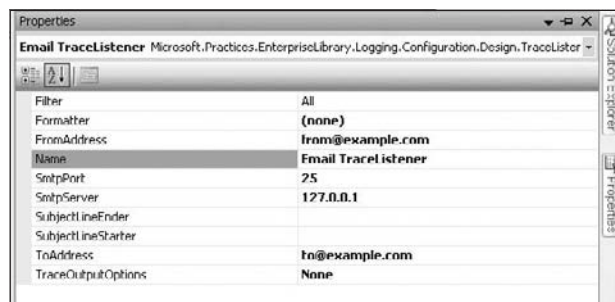 Properties
Email TraceListener Microsoft.Practices.EnterpriseLibrary.Logging.Configuration.Design.TraceLister
Filter All
Formatter (none)
FromAddress from@example.com
Name Email TraceListener
SmtpPort 25
SmtpServer 127.0.0.1
SubjectLineEnder
SubjectLineStarter
ToAddress to@example.com
TraceOutputOptions None
Solution Explorer
Properties